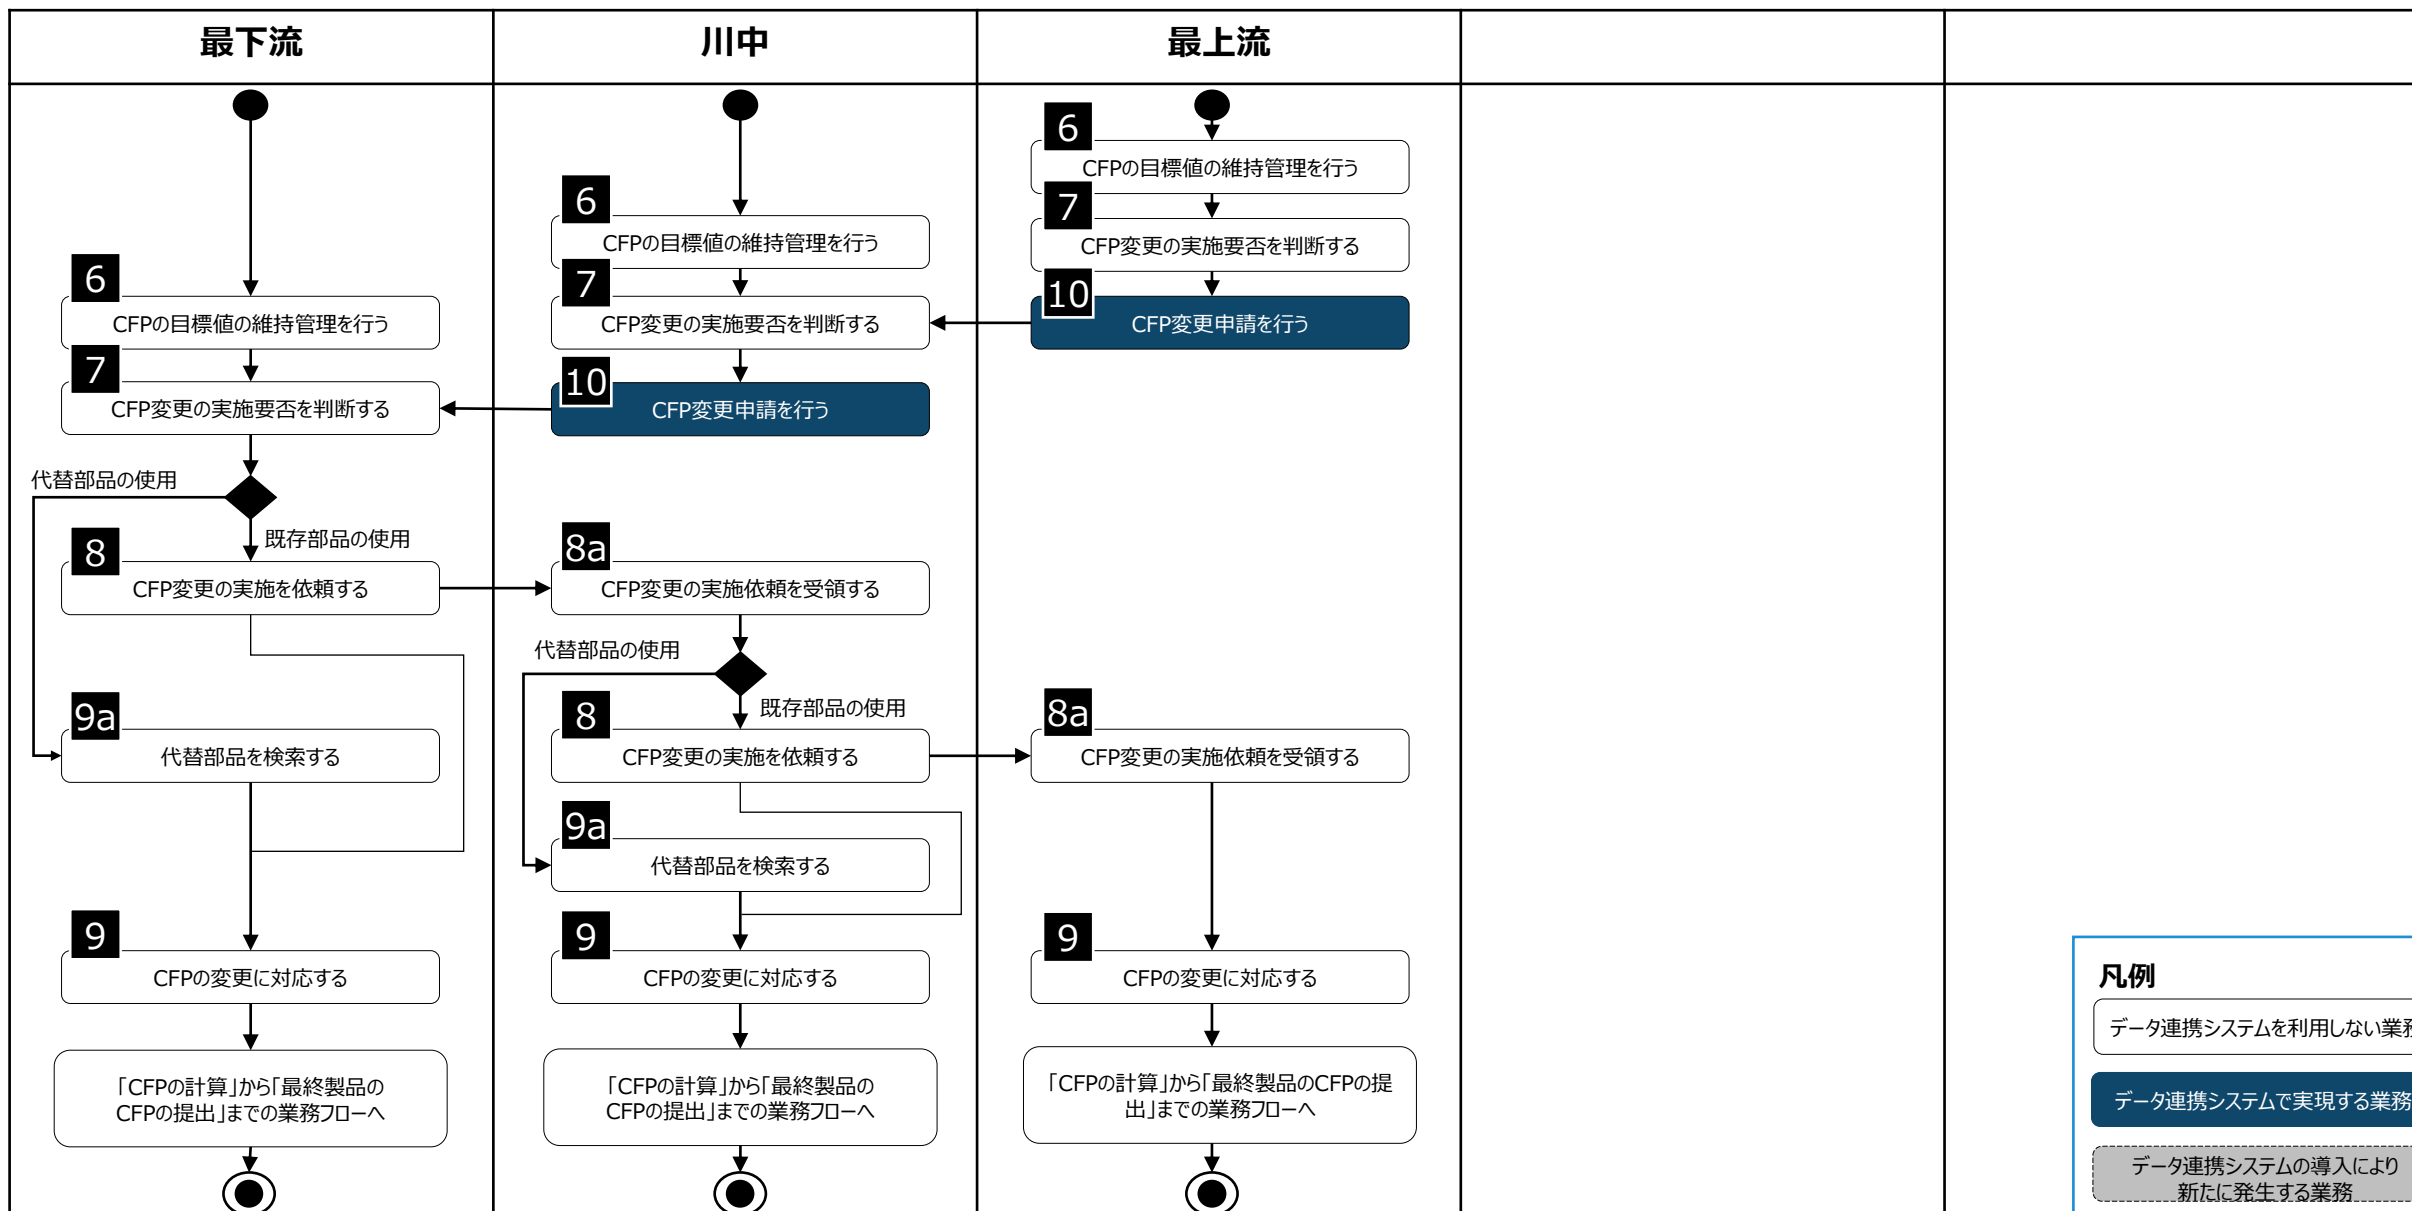 最下流
川中
最上流
6
CFPの目標値の維持管理を行う
7
CFP変更の実施要否を判断する
代替部品の使用
既存部品の使用
8
CFP変更の実施を依頼する
9a
代替部品を検索する
9
CFPの変更に対応する
「CFPの計算」から「最終製品の
CFPの提出」までの業務フローへ
6
CFPの目標値の維持管理を行う
7
CFP変更の実施要否を判断する
10
CFP変更申請を行う
8a
CFP変更の実施依頼を受領する
代替部品の使用
既存部品の使用
8
CFP変更の実施を依頼する
9a
代替部品を検索する
9
CFPの変更に対応する
「CFPの計算」から「最終製品の
CFPの提出」までの業務フローへ
6
CFPの目標値の維持管理を行う
7
CFP変更の実施要否を判断する
10
CFP変更申請を行う
8a
CFP変更の実施依頼を受領する
9
CFPの変更に対応する
「CFPの計算」から「最終製品のCFPの提
出」までの業務フローへ
凡例
データ連携システムを利用しない業務
データ連携システムで実現する業務
データ連携システムの導入により
新たに発生する業務